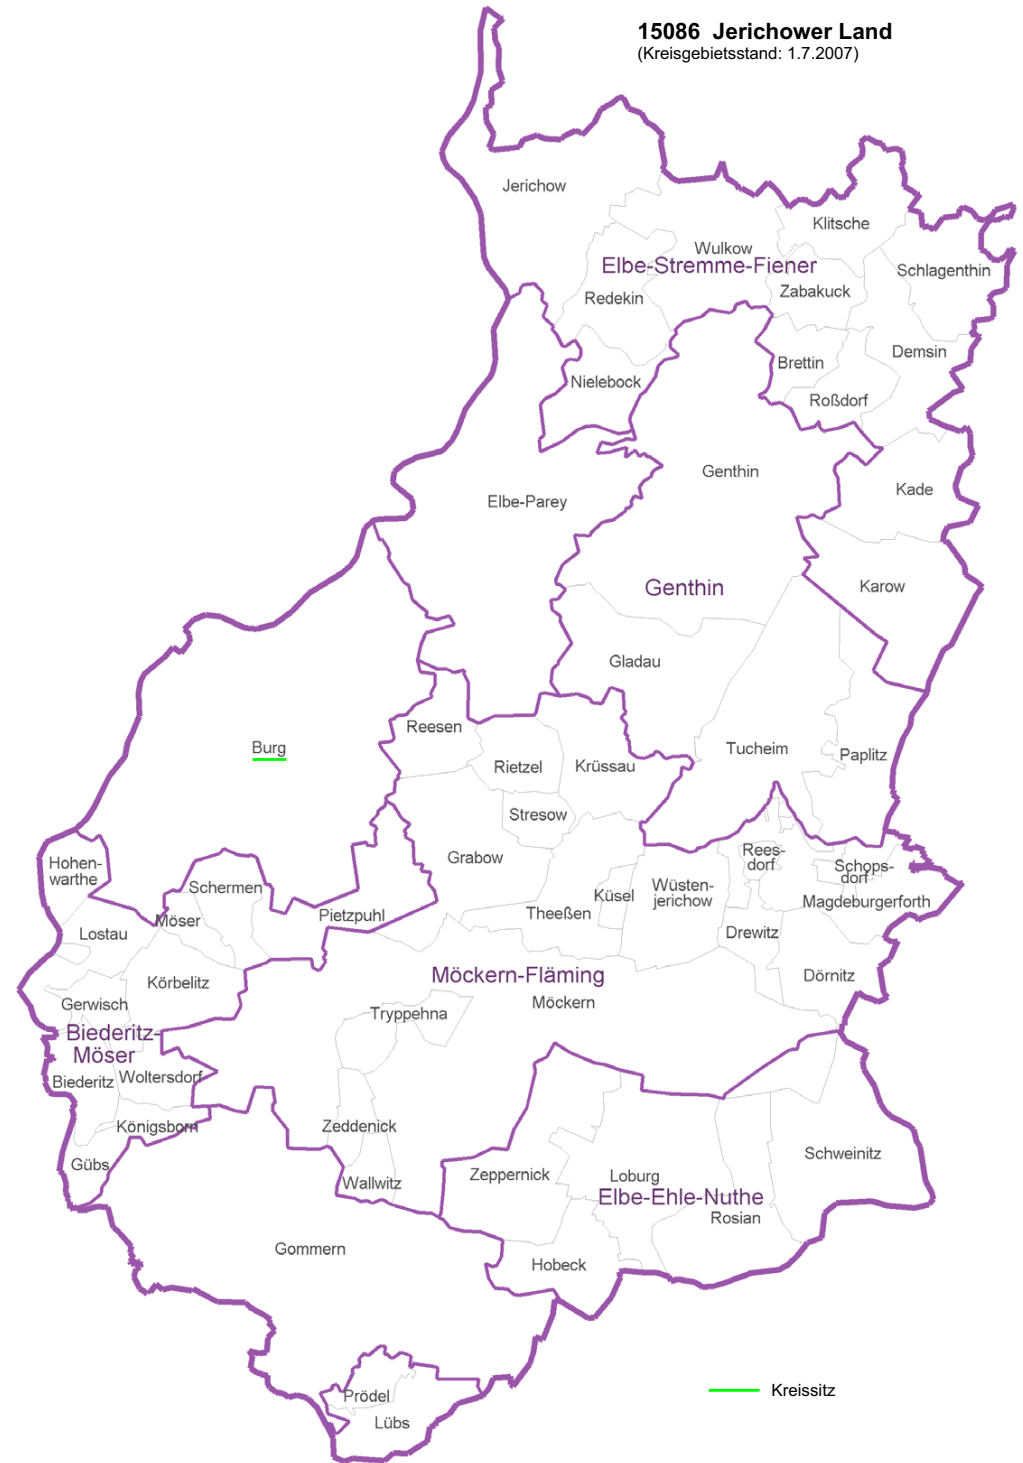 15086 Jerichower Land
(Kreisgebietsstand: 1.7.2007)
Jerichow
Klitsche
Wulkow
Elbe-Stremme-Fiener
Schlagenthin
Zabakuck
Redekin
Demsin
Brettin
Nielebock
Roßdorf
Genthin
Kade
Elbe-Parey
Genthin
Karow
Gladau
Reesen
Burg
Tucheim
Paplitz
Rietzel
Krüssau
Stresow
Grabow
Rees-
dorf
Schops-
dorf
Hohen-
warthe
Schermen
Küsel
Wüsten-
jerichow
Magdeburgerforth
Pietzpuhl
Theeßen
Möser
Lostau
Drewitz
Möckern-Fläming
Dörnitz
Körbelitz
Möckern
Gerwisch
Tryppehna
Biederitz-
Möser
Biederitz
Woltersdorf
Königsborn
Zeddenick
Schweinitz
Gübs
Zeppernick
Loburg
Wallwitz
Elbe-Ehle-Nuthe
Rosian
Gommern
Hobeck
Kreissitz
Prödel
Lübs